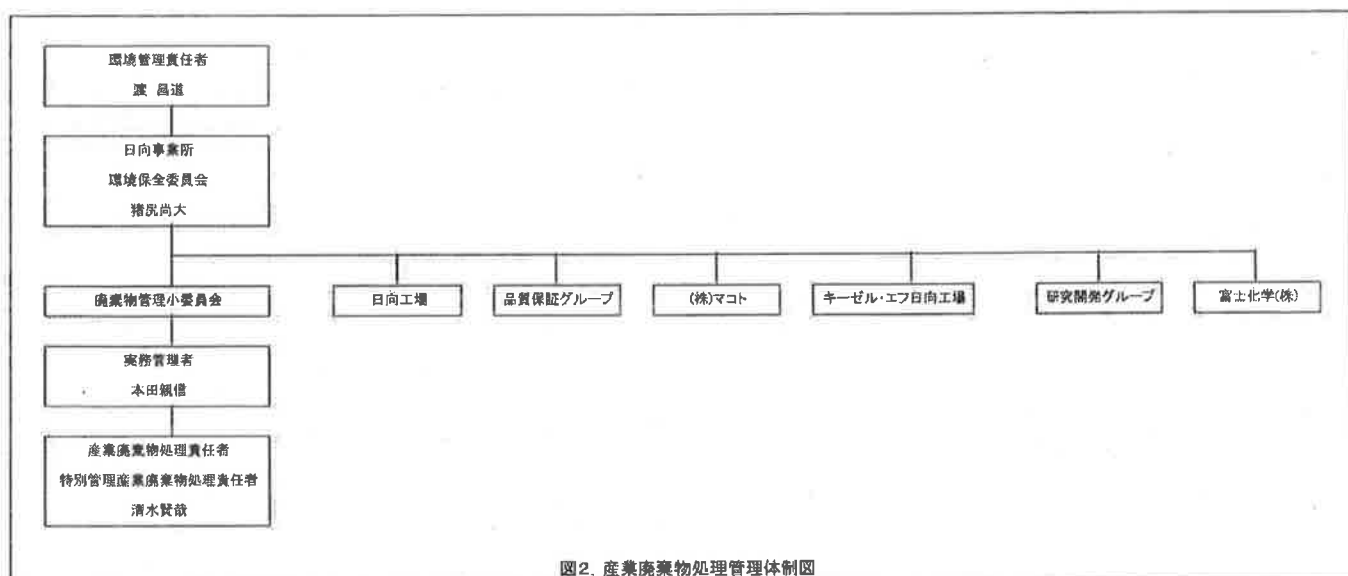 環境管理責任者
渡 昌道
日向事業所
環境保全委員会
猪尻尚大
廃棄物管理小委員会
日向工場
品質保証グループ
(株)マコト
キーゼル・エフ日向工場
研究開発グループ
富士化学(株)
実務管理者
本田親信
産業廃棄物処理責任者
特別管理産業廃棄物処理責任者
清水賢哉
図2. 産業廃棄物処理管理体制図